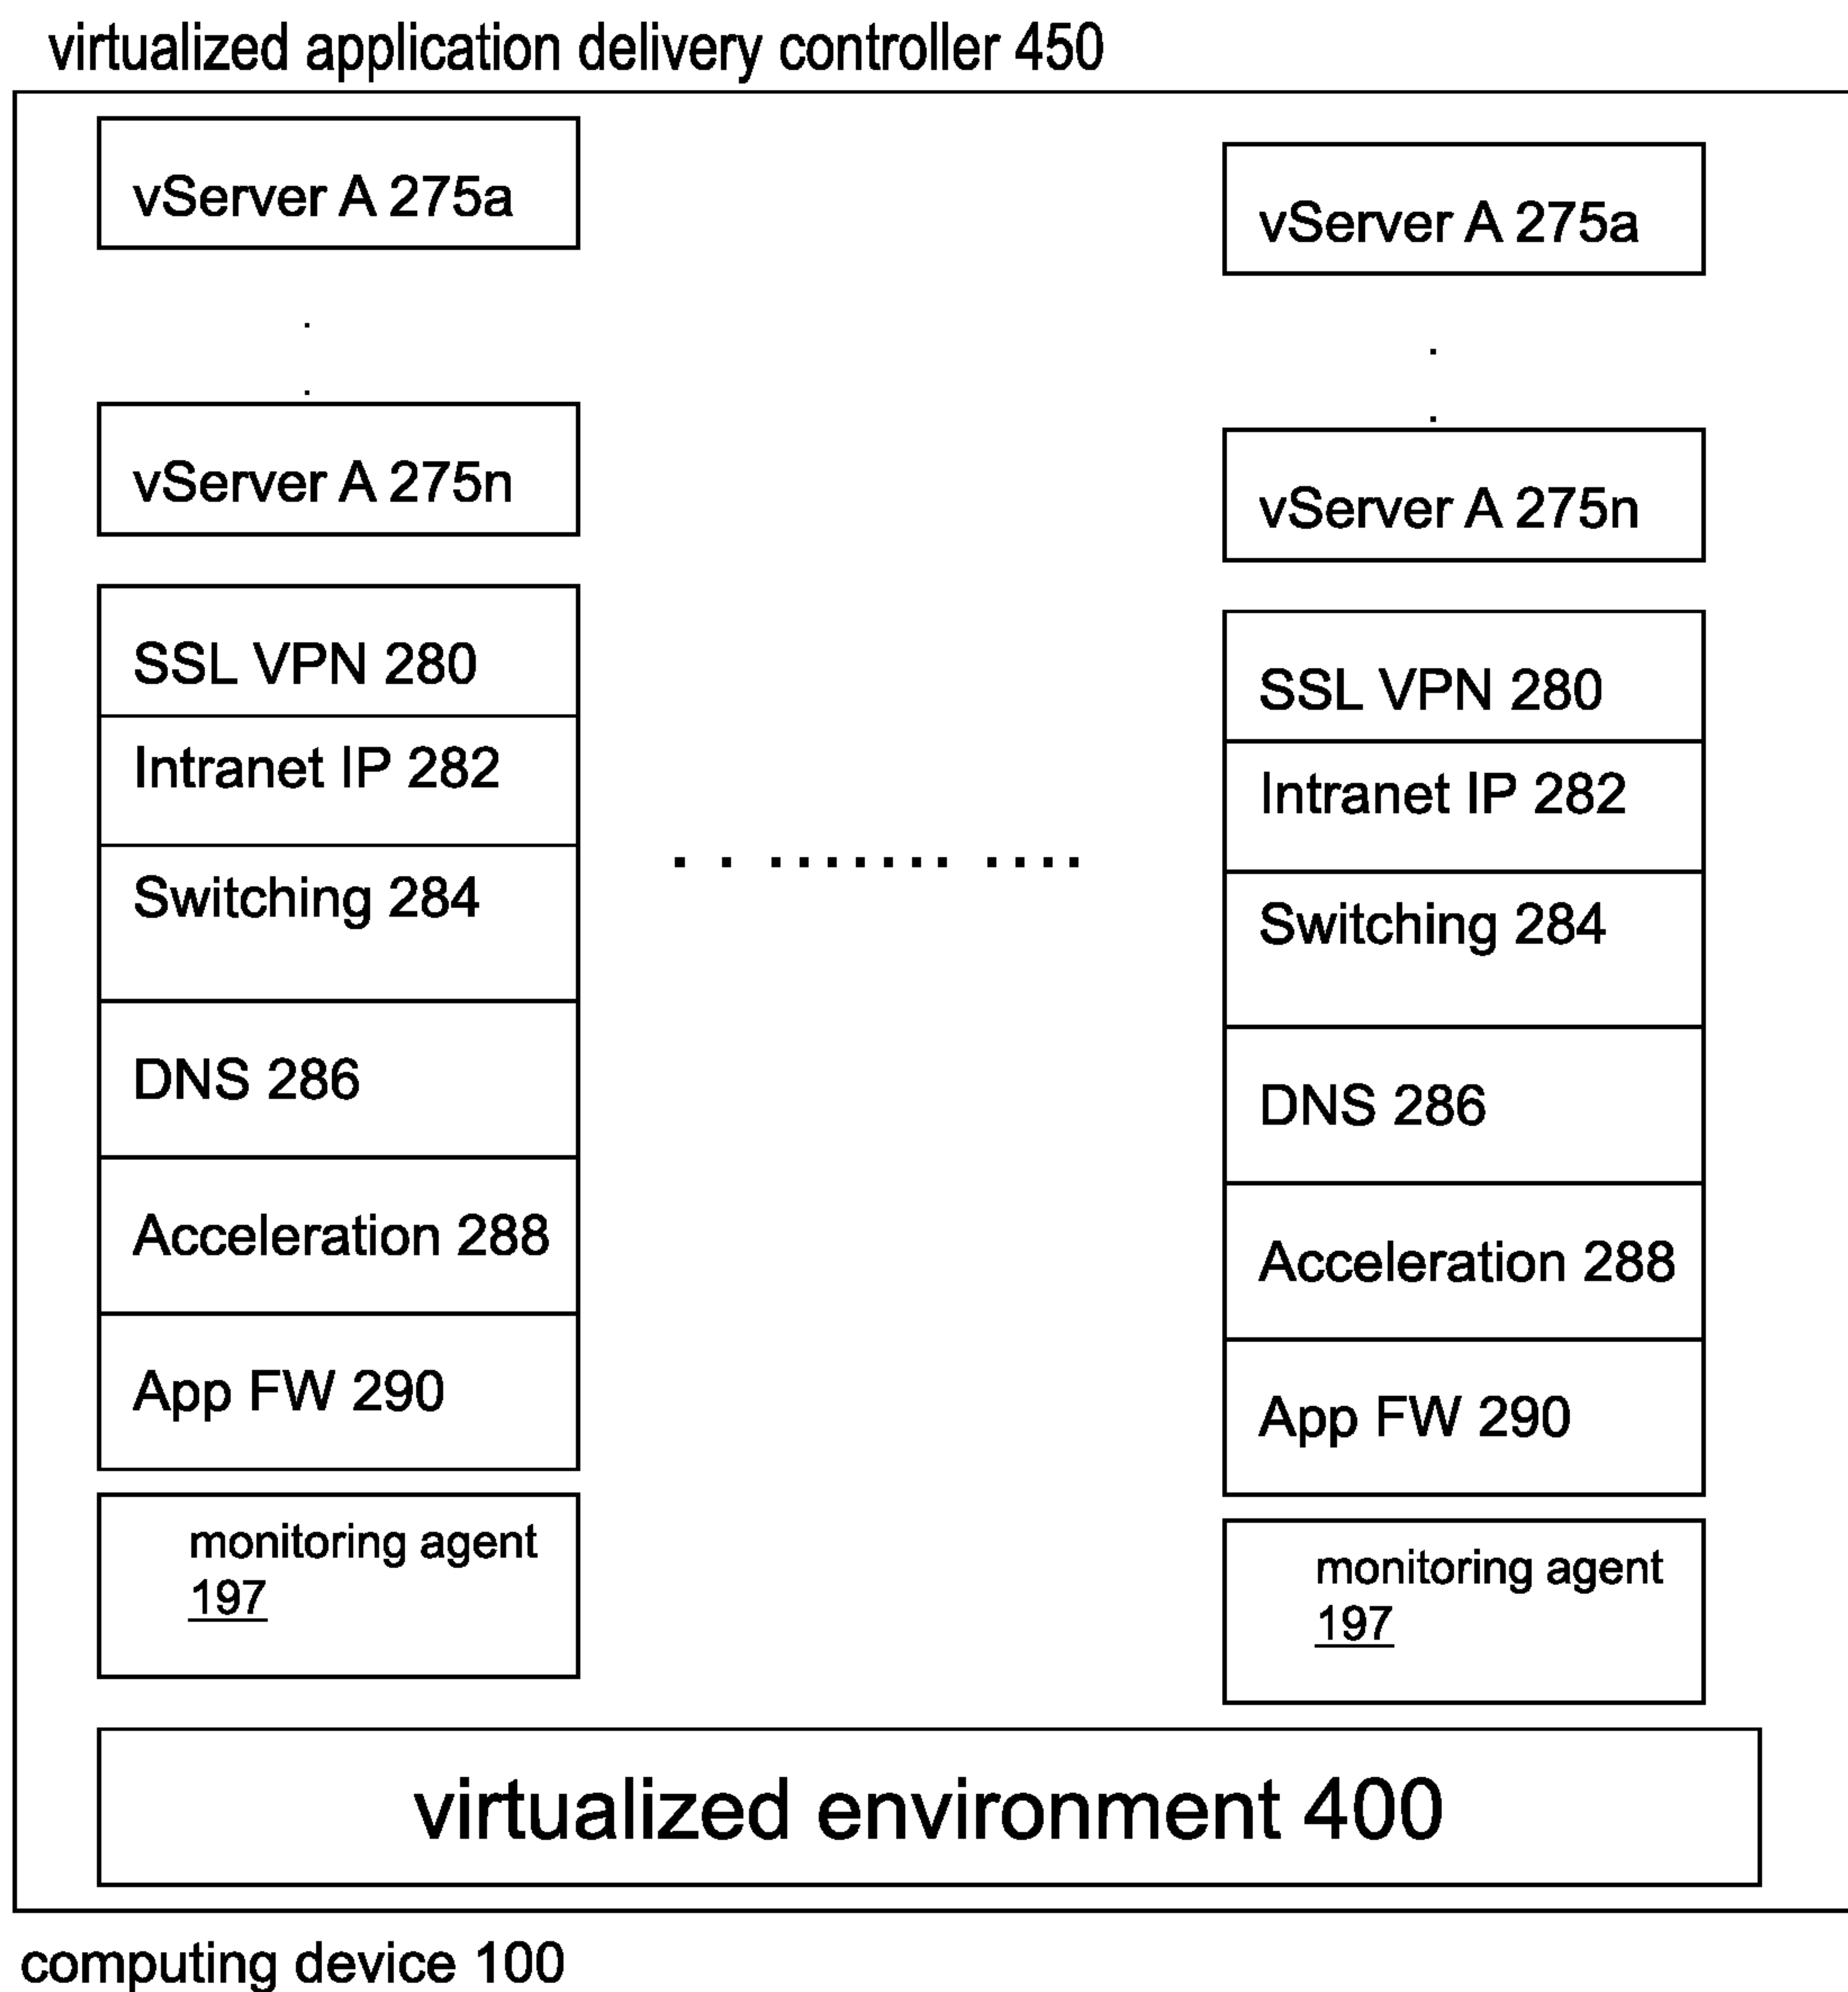 virtualized application delivery controller 450
vServer A 275a
vServer A 275n
SSL VPN 280
Intranet IP 282
Switching 284
DNS 286
Acceleration 288
App FW 290
monitoring agent
197
vServer A 275a
vServer A 275n
SSL VPN 280
Intranet IP 282
Switching 284
DNS 286
Acceleration 288
App FW 290
monitoring agent
197
virtualized environment 400
computing device 100